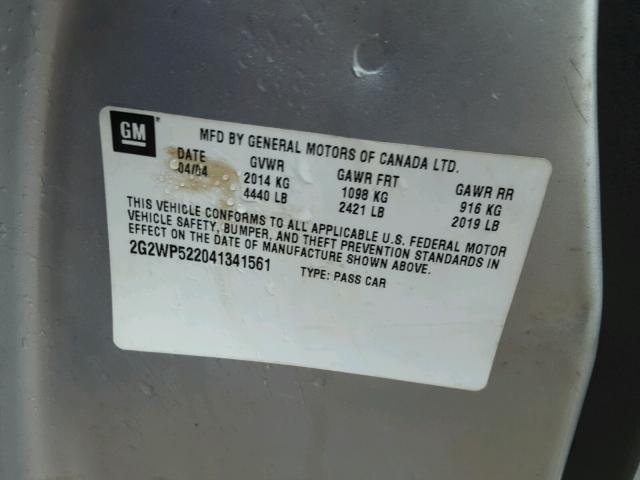 GM
MFD BY GENERAL MOTORS OF CANADA LTD.
DATE GVWR GAWR FRT GAWR RR
04/04 2014 KG 1098 KG 916 KG
4440 LB 2421 LB 2019 LB
THIS VEHICLE CONFORMS TO ALL APPLICABLE U.S. FEDERAL MOTOR
VEHICLE SAFETY, BUMPER, AND THEFT PREVENTION STANDARDS IN
EFFECT ON THE DATE OF MANUFACTURE SHOWN ABOVE.
2G2WP522041341561 TYPE: PASS CAR